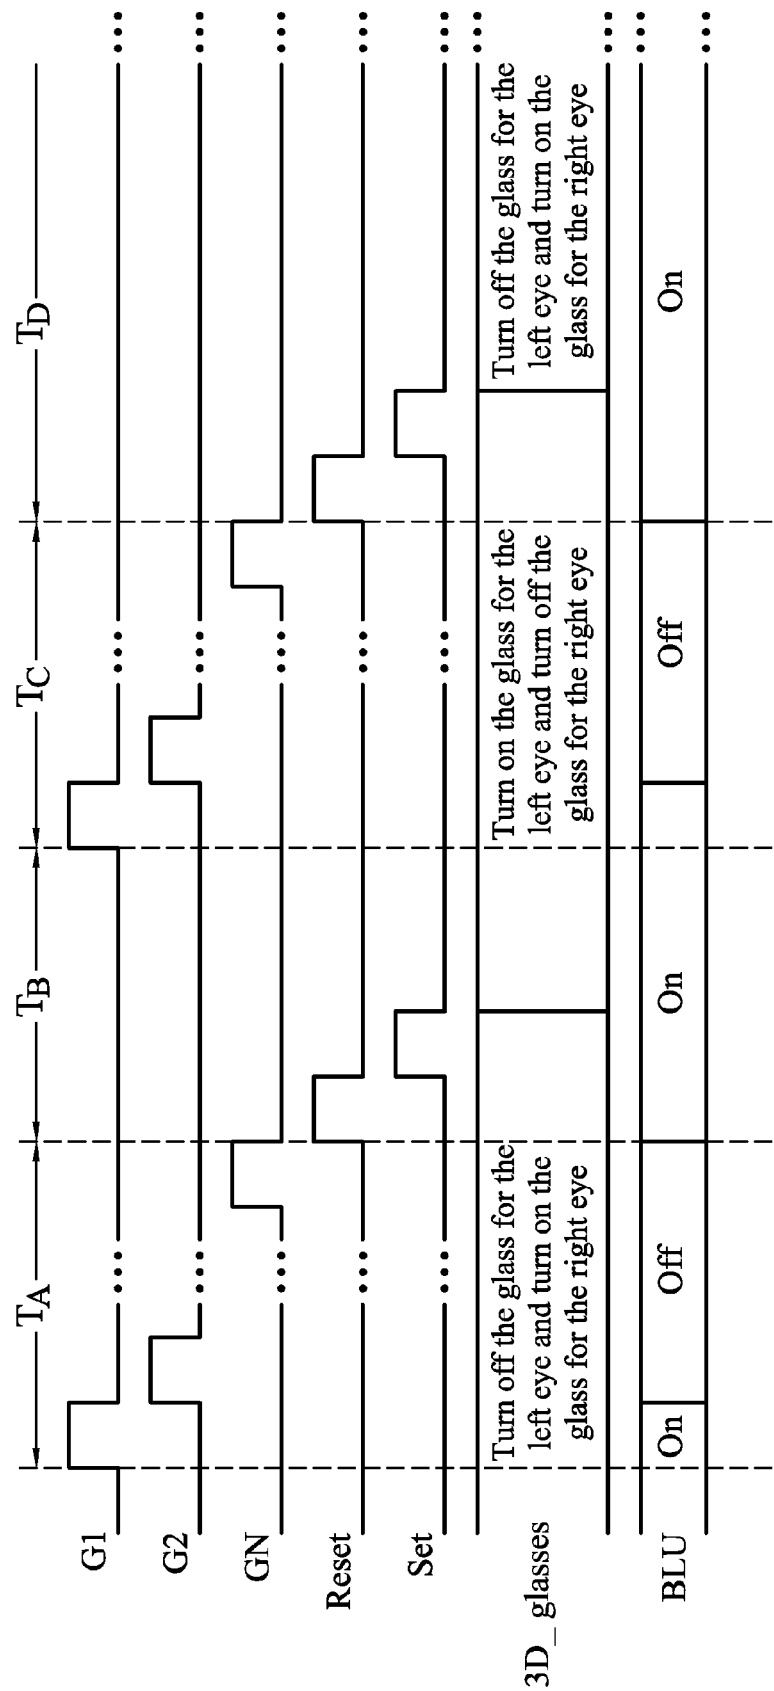 T_A T_B T_C T_D
G1
G2
GN
Reset
Set
3D_glasses
Turn off the glass for the
left eye and turn on the
glass for the right eye
Turn on the glass for the
left eye and turn off the
glass for the right eye
Turn off the glass for the
left eye and turn on the
glass for the right eye
BLU
On Off On Off On